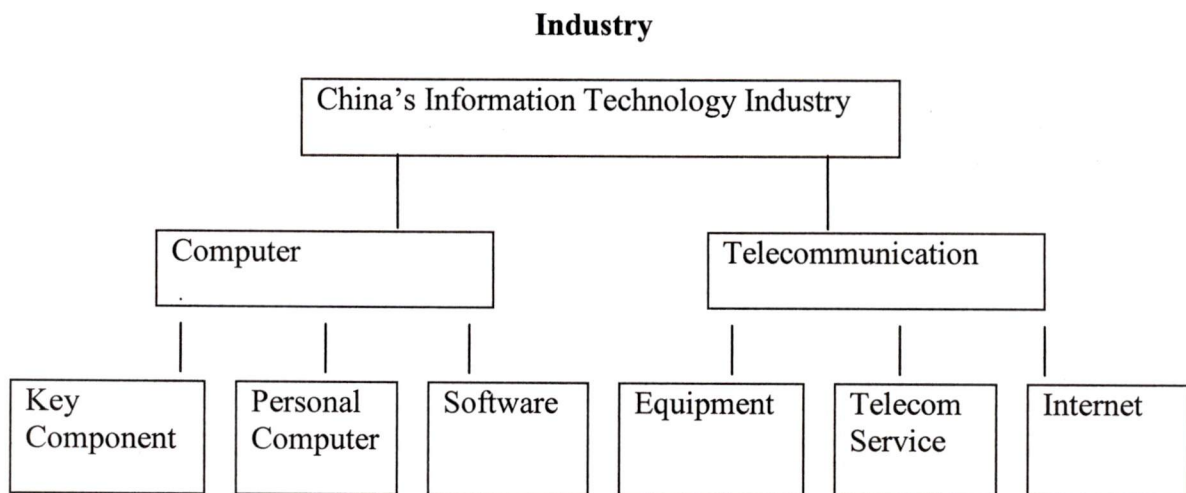 Industry
China's Information Technology Industry
Computer
Telecommunication
Key
Component
Personal
Computer
Software
Equipment
Telecom
Service
Internet